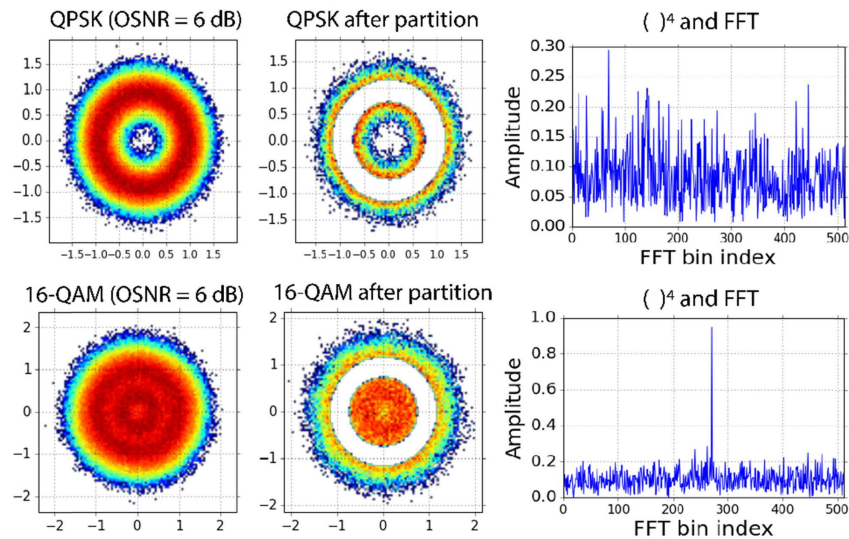 QPSK (OSNR = 6 dB)
QPSK after partition
( )⁴ and FFT
1.5
1.0
0.5
0.0
−0.5
−1.0
−1.5
−1.5−1.0−0.5 0.0 0.5 1.0 1.5
1.5
1.0
0.5
0.0
−0.5
−1.0
−1.5
−1.5−1.0−0.5 0.0 0.5 1.0 1.5
Amplitude
0.30
0.25
0.20
0.15
0.10
0.05
0.00
0 100 200 300 400 500
FFT bin index
16-QAM (OSNR = 6 dB)
16-QAM after partition
( )⁴ and FFT
2
1
0
−1
−2
−2 −1 0 1 2
2
1
0
−1
−2
−2 −1 0 1 2
Amplitude
1.0
0.8
0.6
0.4
0.2
0.0
0 100 200 300 400 500
FFT bin index